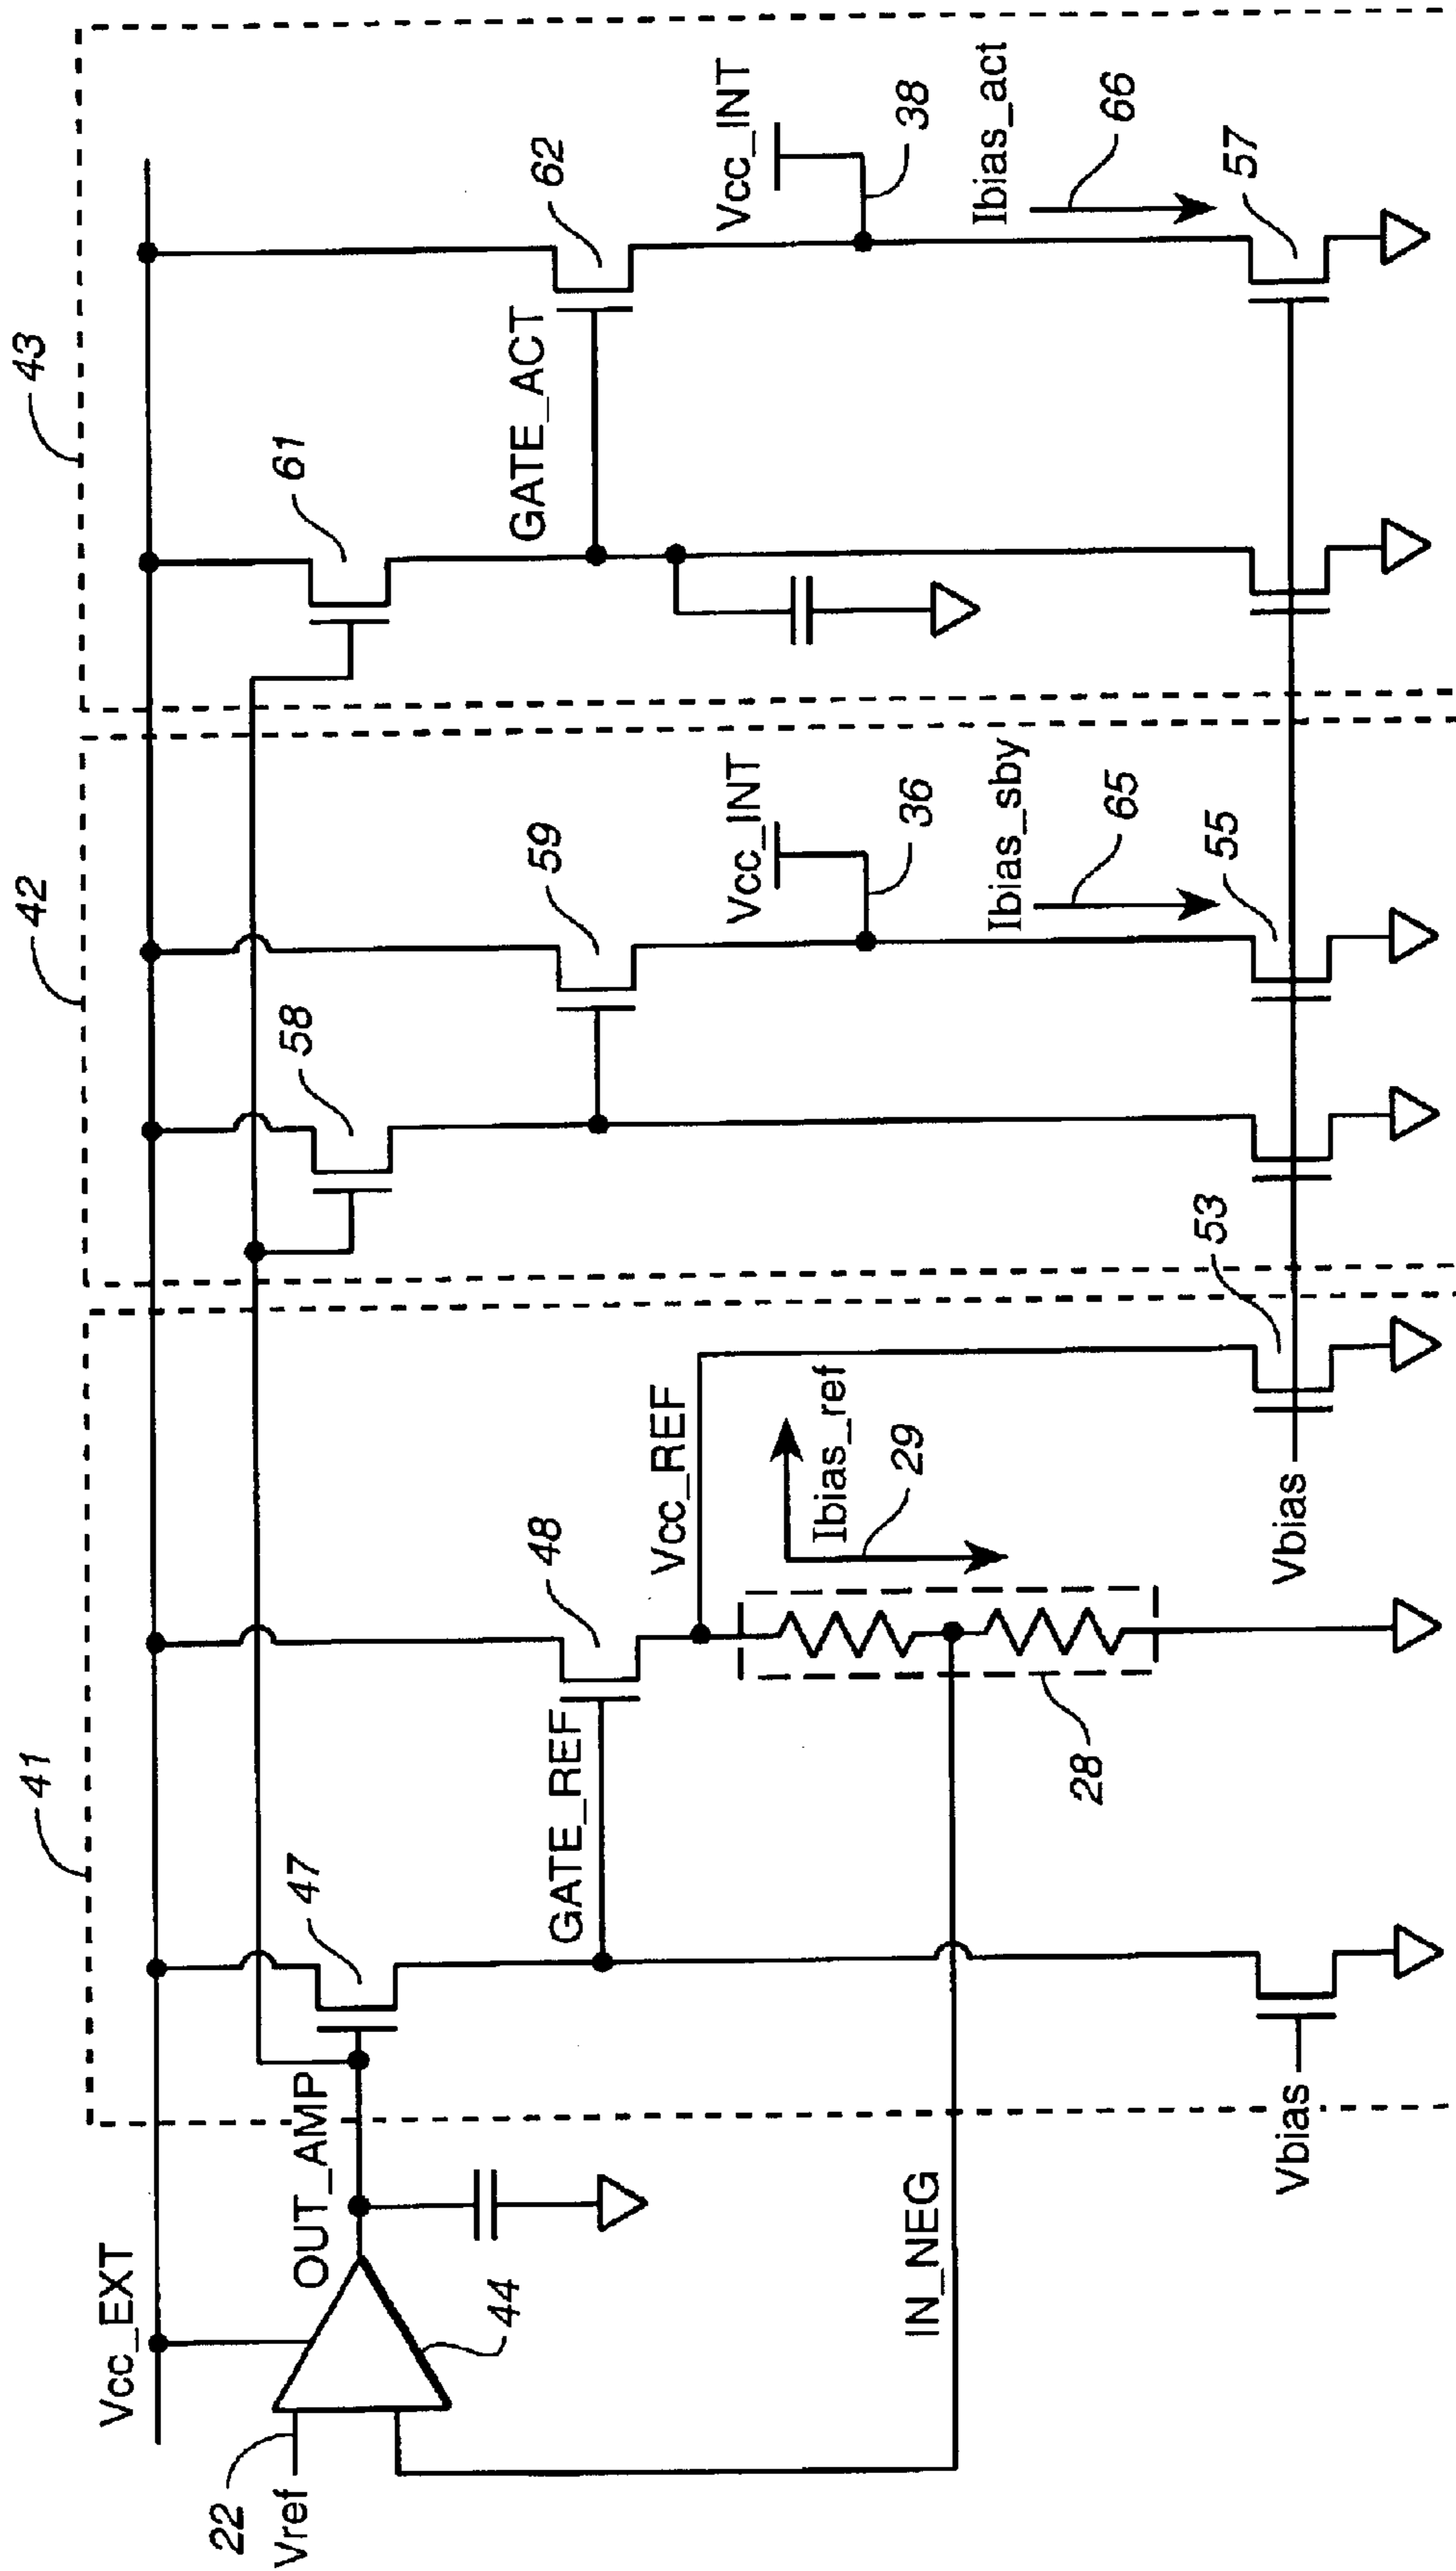 41
42
43
Vcc_EXT
22
Vref
44
OUT_AMP
47
58
61
GATE_REF
48
59
GATE_ACT
62
Vcc_REF
Vcc_INT
Vcc_INT
36
38
Ibias_ref
29
28
IN_NEG
Ibias_sby
65
Ibias_act
66
53
55
57
Vbias
Vbias